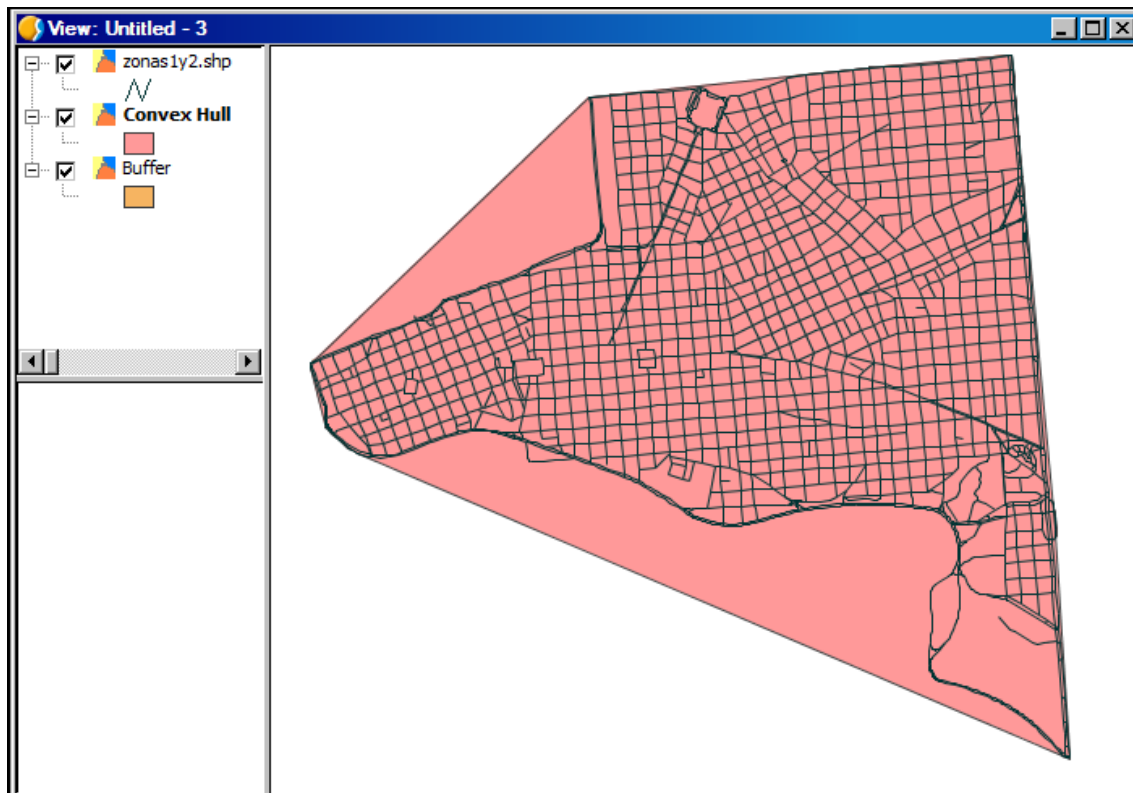 View: Untitled - 3
zonas1y2.shp
Convex Hull
Buffer